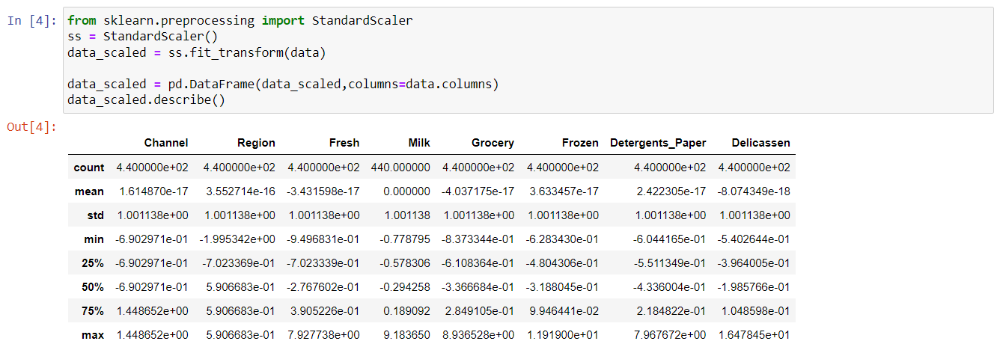 In [4]: from sklearn.preprocessing import StandardScaler
ss = StandardScaler()
data_scaled = ss.fit_transform(data)
data_scaled = pd.DataFrame(data_scaled,columns=data.columns)
data_scaled.describe()
Out[4]:
Channel Region Fresh Milk Grocery Frozen Detergents_Paper Delicassen
count 4.400000e+02 4.400000e+02 4.400000e+02 440.000000 4.400000e+02 4.400000e+02 4.400000e+02 4.400000e+02
mean 1.614870e-17 3.552714e-16 -3.431598e-17 0.000000 -4.037175e-17 3.633457e-17 2.422305e-17 -8.074349e-18
std 1.001138e+00 1.001138e+00 1.001138e+00 1.001138 1.001138e+00 1.001138e+00 1.001138e+00 1.001138e+00
min -6.902971e-01 -1.995342e+00 -9.496831e-01 -0.778795 -8.373344e-01 -6.283430e-01 -6.044165e-01 -5.402644e-01
25% -6.902971e-01 -7.023369e-01 -7.023339e-01 -0.578306 -6.108364e-01 -4.804306e-01 -5.511349e-01 -3.964005e-01
50% -6.902971e-01 5.906683e-01 -2.767602e-01 -0.294258 -3.366684e-01 -3.188045e-01 -4.336004e-01 -1.985766e-01
75% 1.448652e+00 5.906683e-01 3.905226e-01 0.189092 2.849105e-01 9.946441e-02 2.184822e-01 1.048598e-01
max 1.448652e+00 5.906683e-01 7.927738e+00 9.183650 8.936528e+00 1.191900e+01 7.967672e+00 1.647845e+01